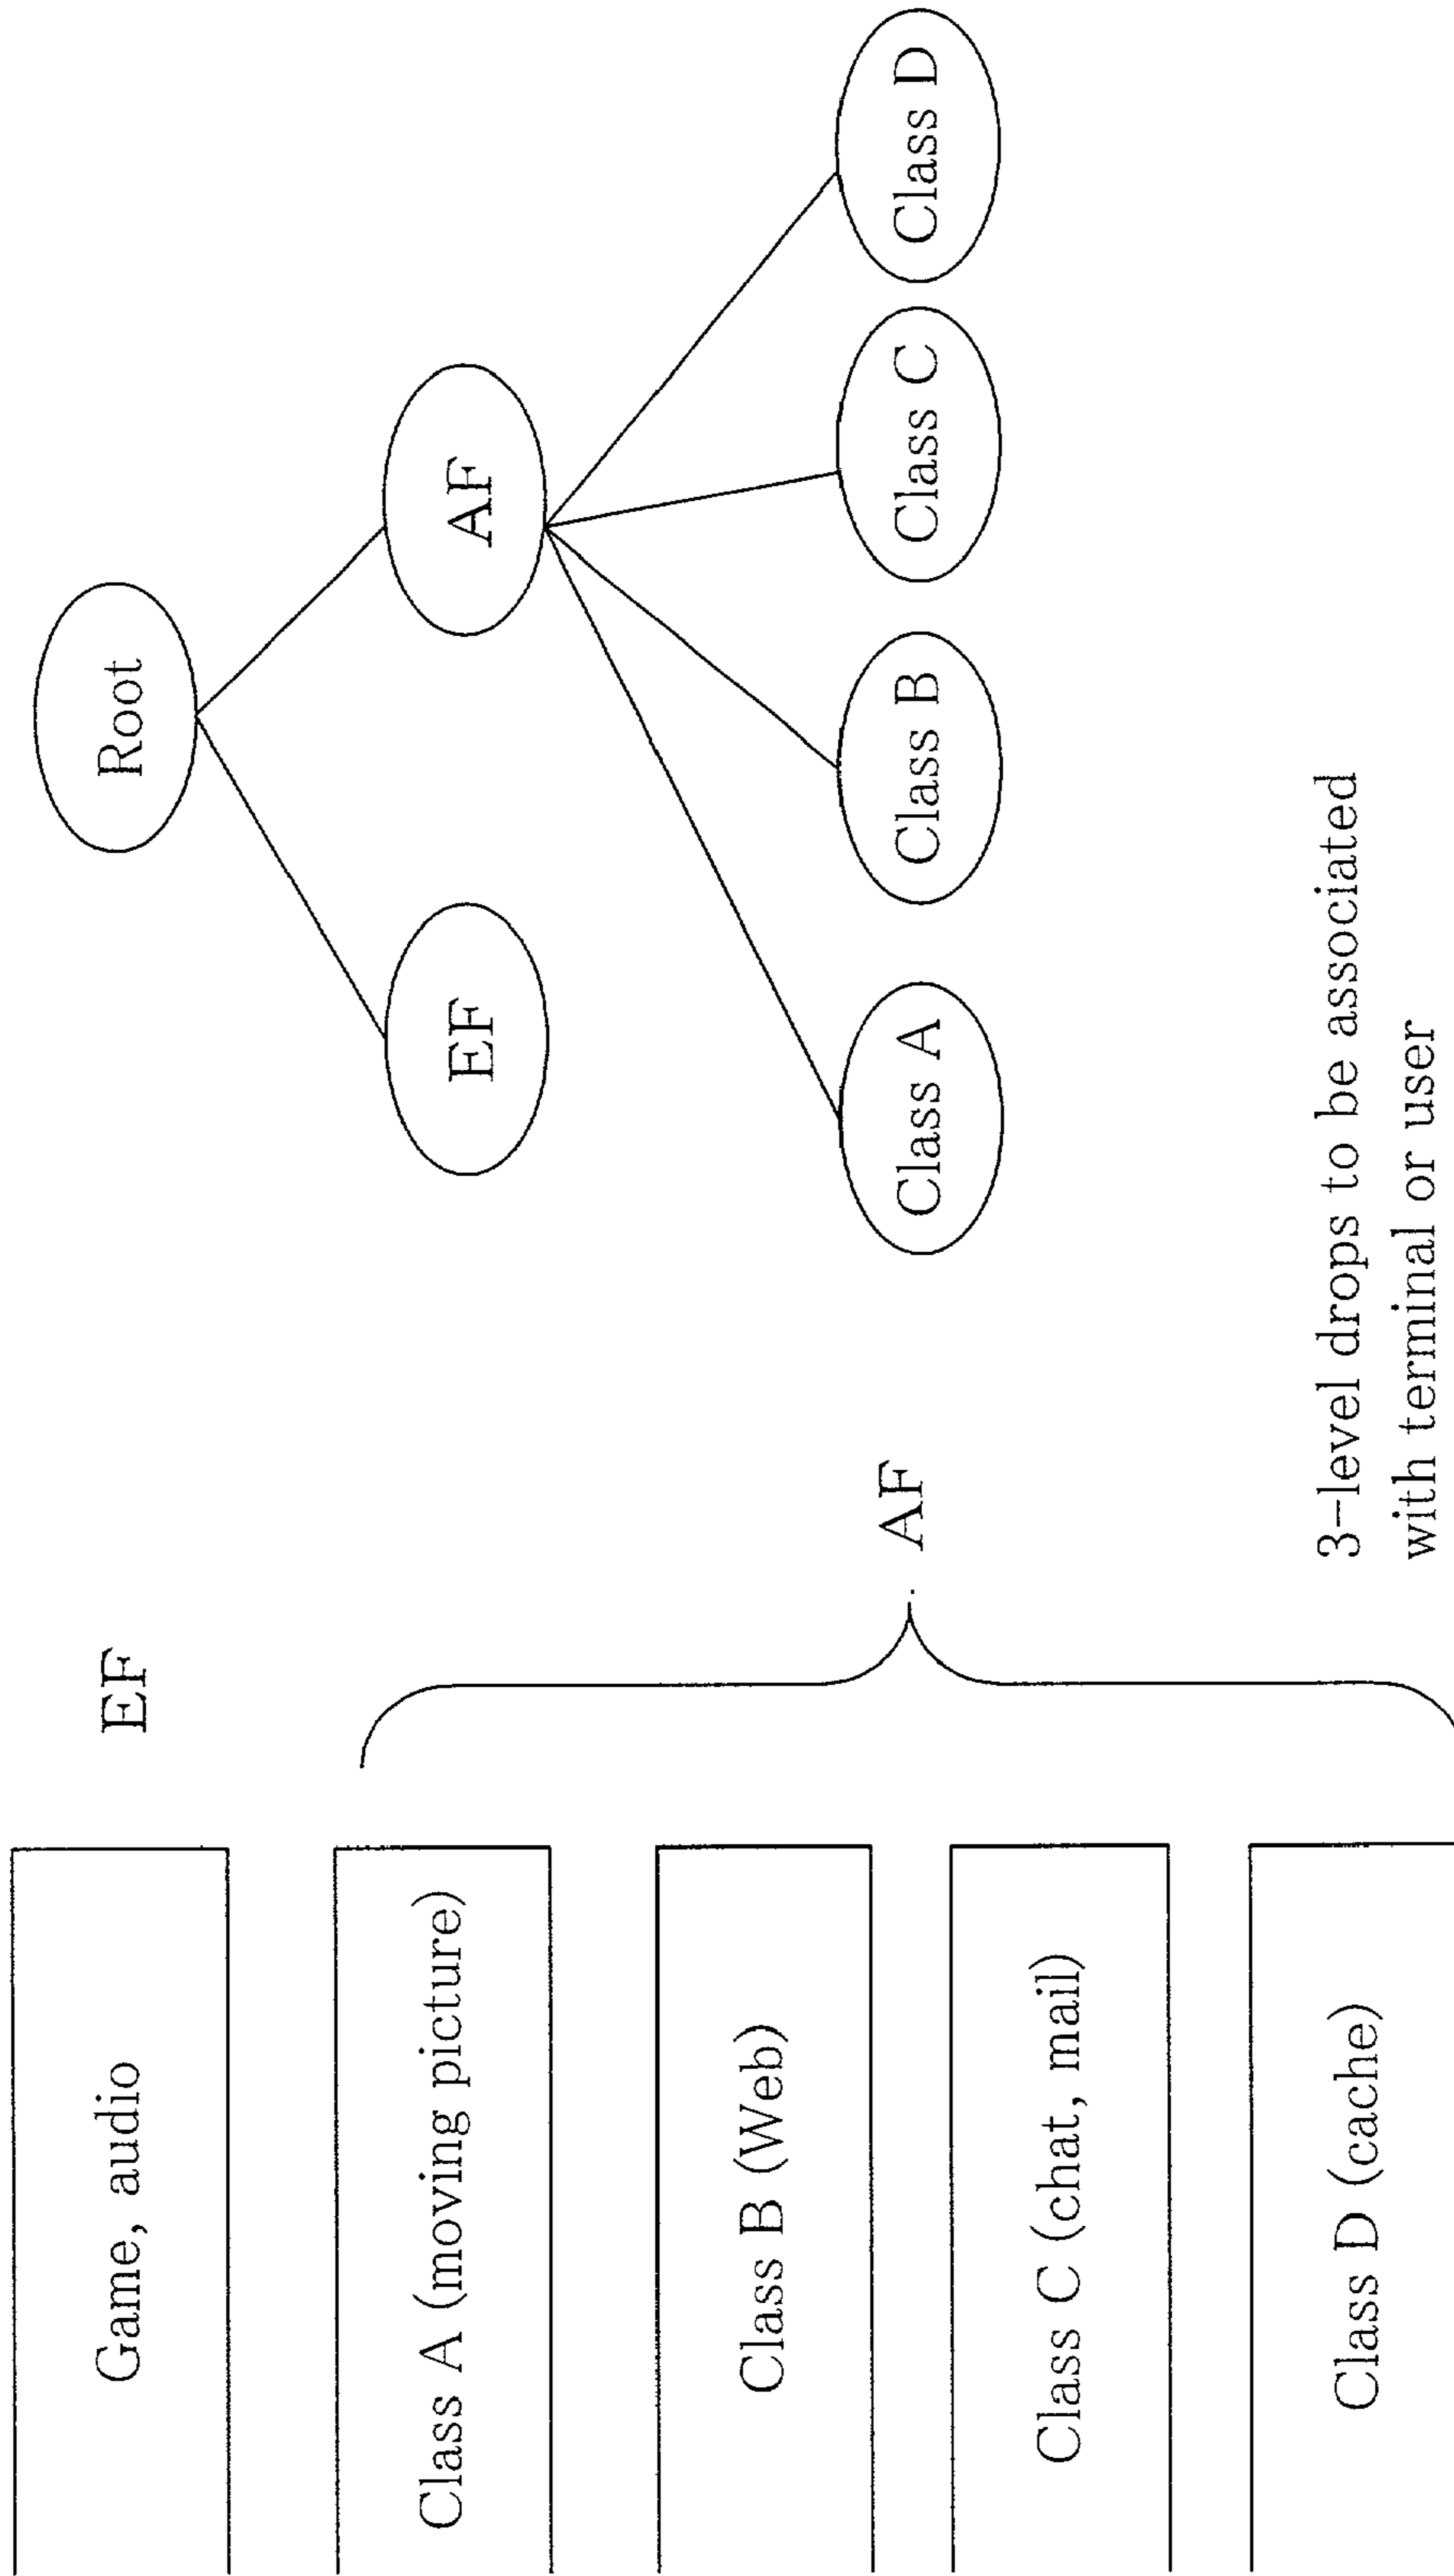 Game, audio
EF
Class A (moving picture)
Class B (Web)
Class C (chat, mail)
Class D (cache)
AF
3-level drops to be associated
with terminal or user
Root
EF
AF
Class A
Class B
Class C
Class D